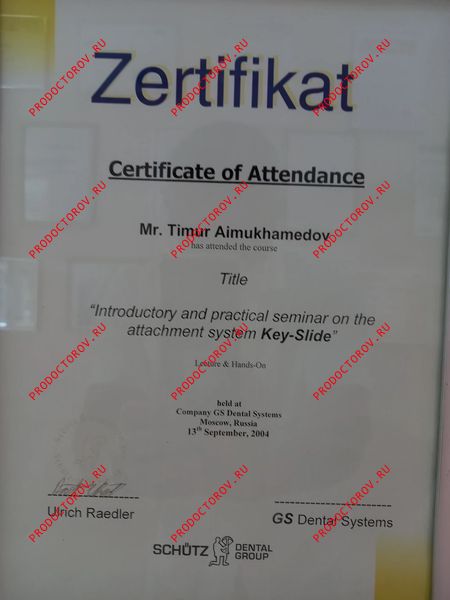 Zertifikat
Certificate of Attendance
Mr. Timur Aimukhamedov
has attended the course
Title
"Introductory and practical seminar on the
attachment system Key-Slide"
Lecture & Hands-On
held at
Company GS Dental Systems
Moscow, Russia
13th September, 2004
Ulrich Raedler
GS Dental Systems
SCHÜTZ DENTAL
GROUP
PRODOCTOROV.RU